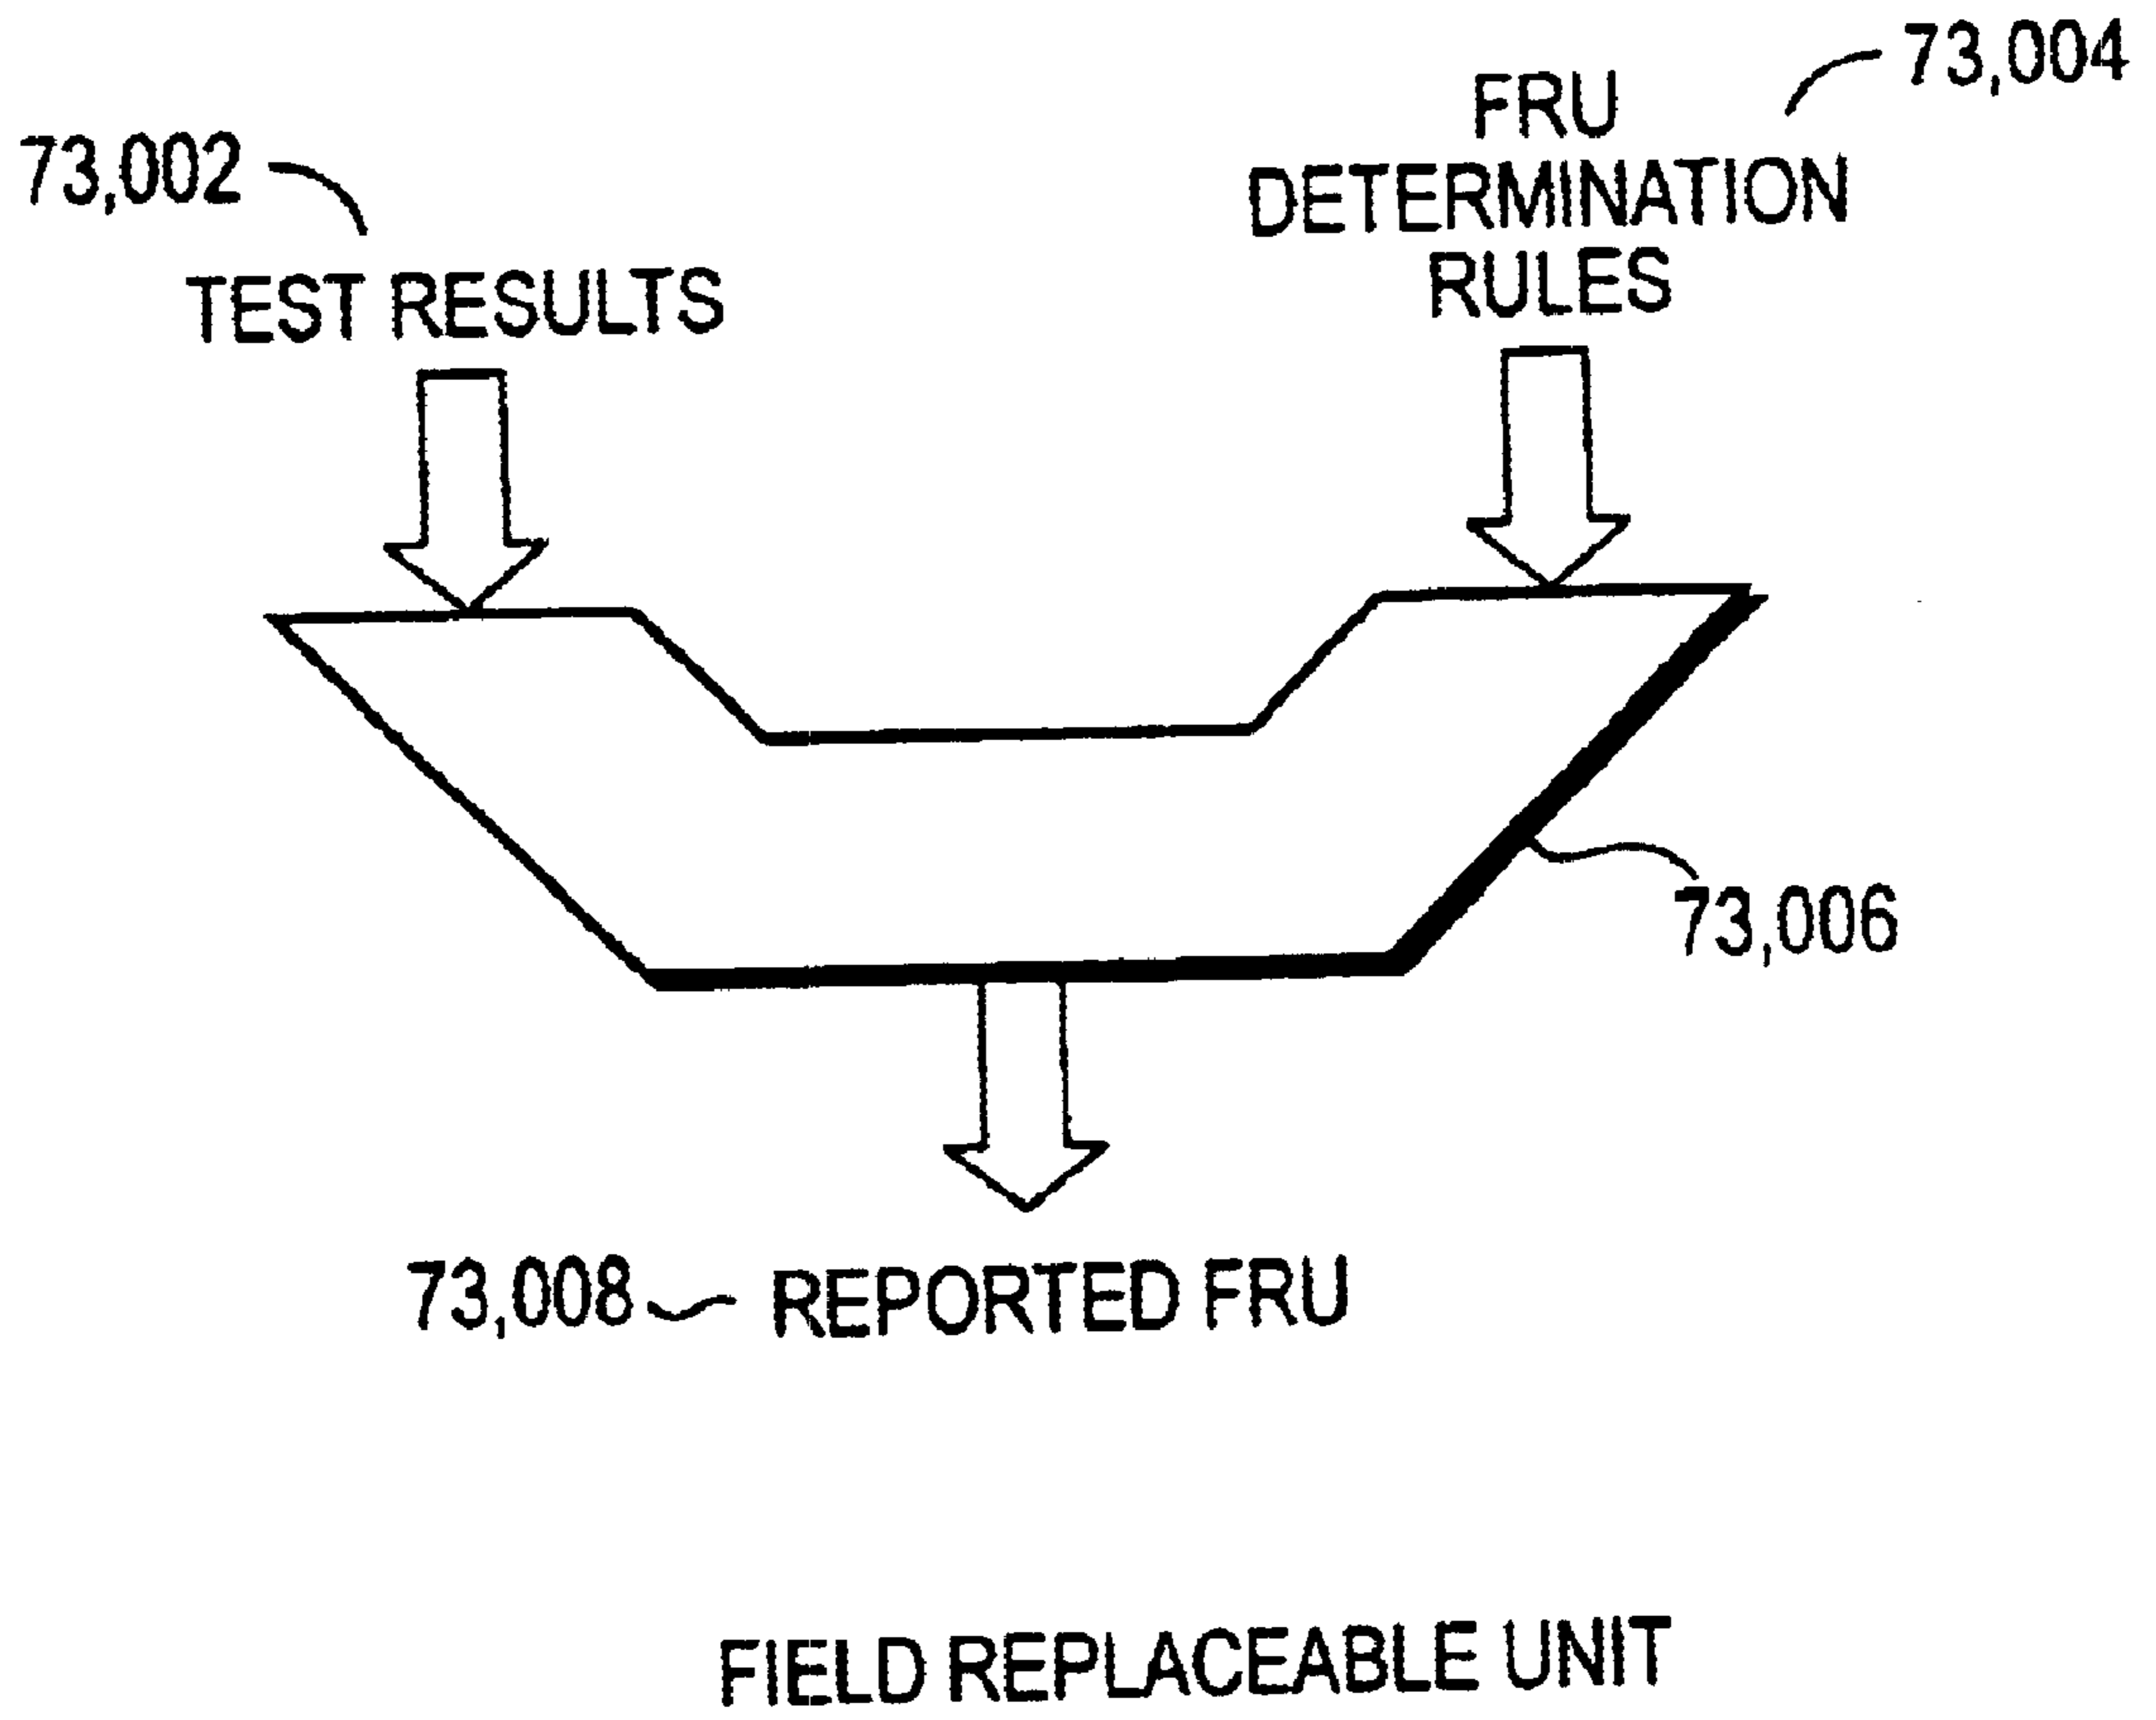 73,004
FRU
DETERMINATION
RULES
73,002
TEST RESULTS
73,006
73,008
REPORTED FRU
FIELD REPLACEABLE UNIT